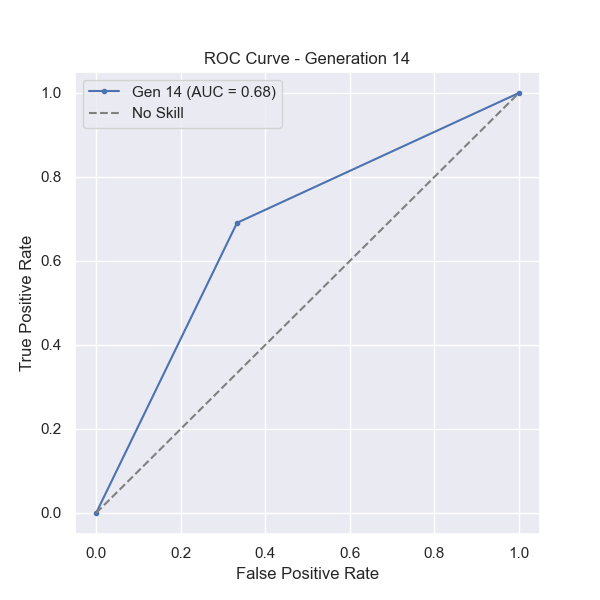 ROC Curve - Generation 14
Gen 14 (AUC = 0.68)
No Skill
True Positive Rate
1.0
0.8
0.6
0.4
0.2
0.0
0.0 0.2 0.4 0.6 0.8 1.0
False Positive Rate